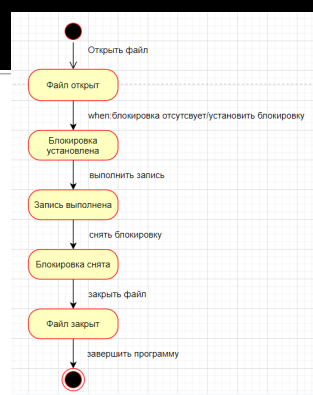 Открыть файл
Файл открыт
when:блокировка отсутсвует/установить блокировку
Блокировка
установлена
выполнить запись
Запись выполнена
снять блокировку
Блокировка снята
закрыть файл
Файл закрыт
завершить программу